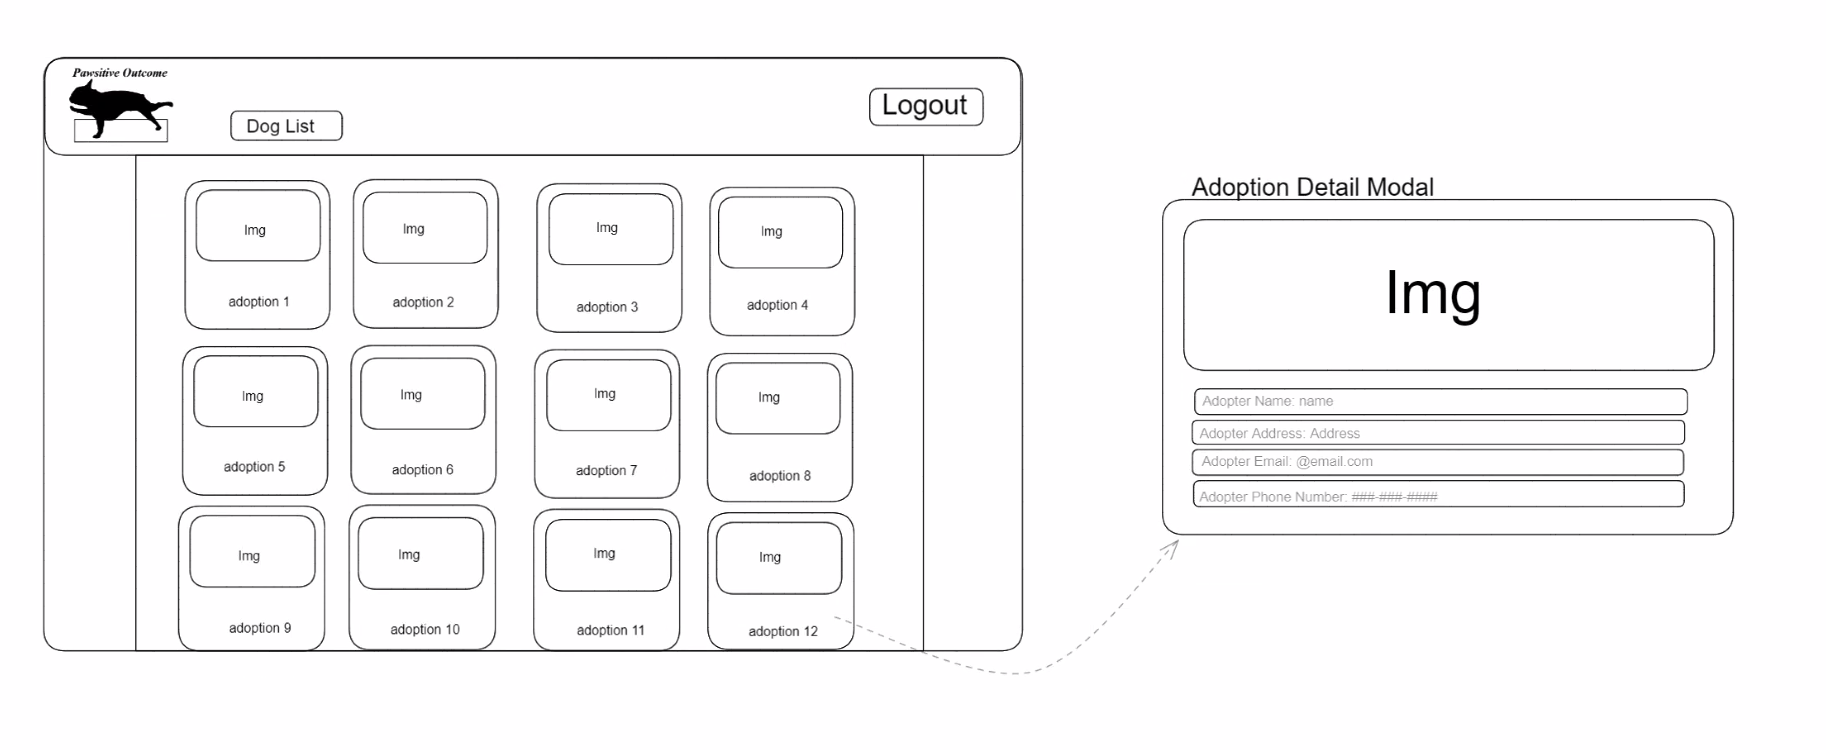 Pawsitive Outcome
Dog List
Logout
Img
Img
Img
Img
adoption 1
adoption 2
adoption 3
adoption 4
Img
Img
Img
Img
adoption 5
adoption 6
adoption 7
adoption 8
Img
Img
Img
Img
adoption 9
adoption 10
adoption 11
adoption 12
Adoption Detail Modal
Img
Adopter Name: name
Adopter Address: Address
Adopter Email: @email.com
Adopter Phone Number: ###-###-####